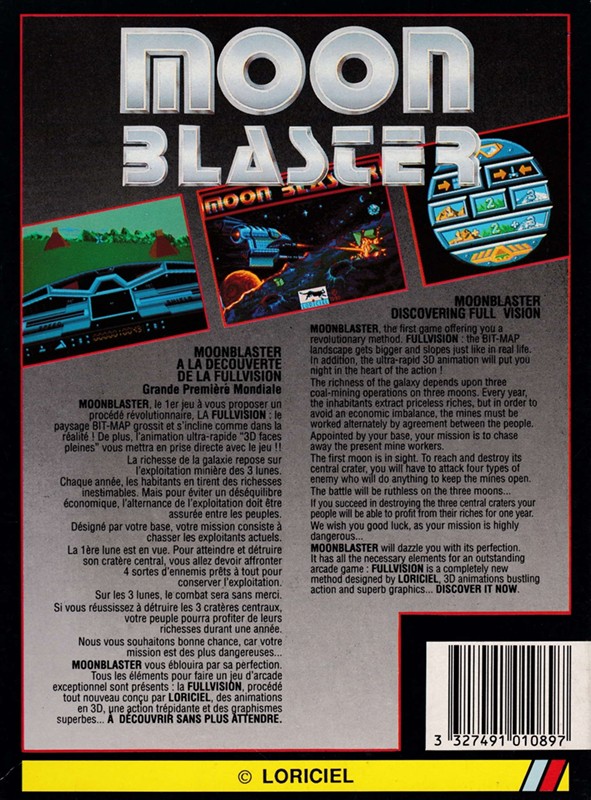 MOON
BLASTER
MOON BLASTER
LORICIEL
2
2
3
MOONBLASTER
DISCOVERING FULL VISION
MOONBLASTER, the first game offering you a
revolutionary method. FULLVISION : the BIT-MAP
landscape gets bigger and slopes just like in real life.
In addition, the ultra-rapid 3D animation will put you
night in the heart of the action !
The richness of the galaxy depends upon three
coal-mining operations on three moons. Every year,
the inhabitants extract priceless riches, but in order to
avoid an economic imbalance, the mines must be
worked alternately by agreement between the people.
Appointed by your base, your mission is to chase
away the present mine workers.
The first moon is in sight. To reach and destroy its
central crater, you will have to attack four types of
enemy who will do anything to keep the mines open.
The battle will be ruthless on the three moons...
If you succeed in destroying the three central craters your
people will be able to profit from their riches for one year.
We wish you good luck, as your mission is highly
dangerous...
MOONBLASTER will dazzle you with its perfection.
It has all the necessary elements for an outstanding
arcade game : FULLVISION is a completely new
method designed by LORICIEL, 3D animations bustling
action and superb graphics... DISCOVER IT NOW.
MOONBLASTER
A LA DECOUVERTE
DE LA FULLVISION
Grande Première Mondiale
MOONBLASTER, le 1er jeu à vous proposer un
procédé révolutionnaire, LA FULLVISION : le
paysage BIT-MAP grossit et s'incline comme dans la
réalité ! De plus, l'animation ultra-rapide "3D faces
pleines" vous mettra en prise directe avec le jeu !!
La richesse de la galaxie repose sur
l'exploitation minière des 3 lunes.
Chaque année, les habitants en tirent des richesses
inestimables. Mais pour éviter un déséquilibre
économique, l'alternance de l'exploitation doit être
assurée entre les peuples.
Désigné par votre base, votre mission consiste à
chasser les exploitants actuels.
La 1ère lune est en vue. Pour atteindre et détruire
son cratère central, vous allez devoir affronter
4 sortes d'ennemis prêts à tout pour
conserver l'exploitation.
Sur les 3 lunes, le combat sera sans merci.
Si vous réussissez à détruire les 3 cratères centraux,
votre peuple pourra profiter de leurs
richesses durant une année.
Nous vous souhaitons bonne chance, car votre
mission est des plus dangereuses...
MOONBLASTER vous éblouira par sa perfection.
Tous les éléments pour faire un jeu d'arcade
exceptionnel sont présents : la FULLVISION, procédé
tout nouveau conçu par LORICIEL, des animations
en 3D, une action trépidante et des graphismes
superbes... À DÉCOUVRIR SANS PLUS ATTENDRE.
3 327491 010897
© LORICIEL